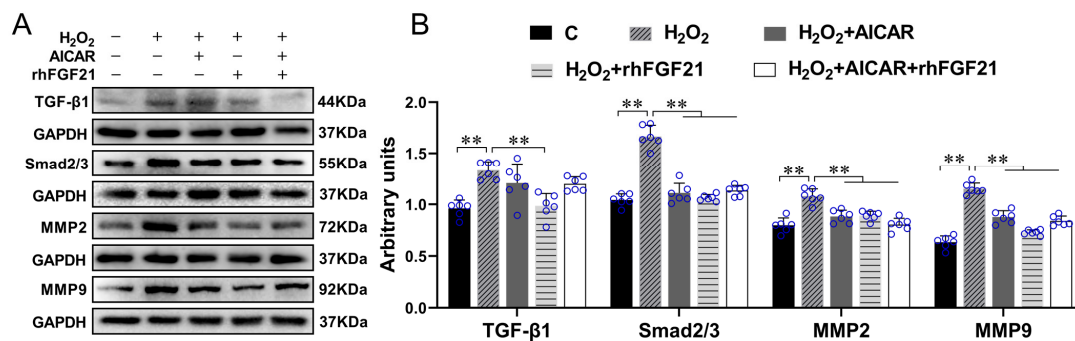 A
H₂O₂ − + + + +
AICAR − − + − +
rhFGF21 − − − + +
TGF-β1 44KDa
GAPDH 37KDa
Smad2/3 55KDa
GAPDH 37KDa
MMP2 72KDa
GAPDH 37KDa
MMP9 92KDa
GAPDH 37KDa
B
C H₂O₂ H₂O₂+AICAR
H₂O₂+rhFGF21 H₂O₂+AICAR+rhFGF21
Arbitrary units
2.0
1.5
1.0
0.5
0.0
** ** ** ** ** ** ** **
TGF-β1 Smad2/3 MMP2 MMP9